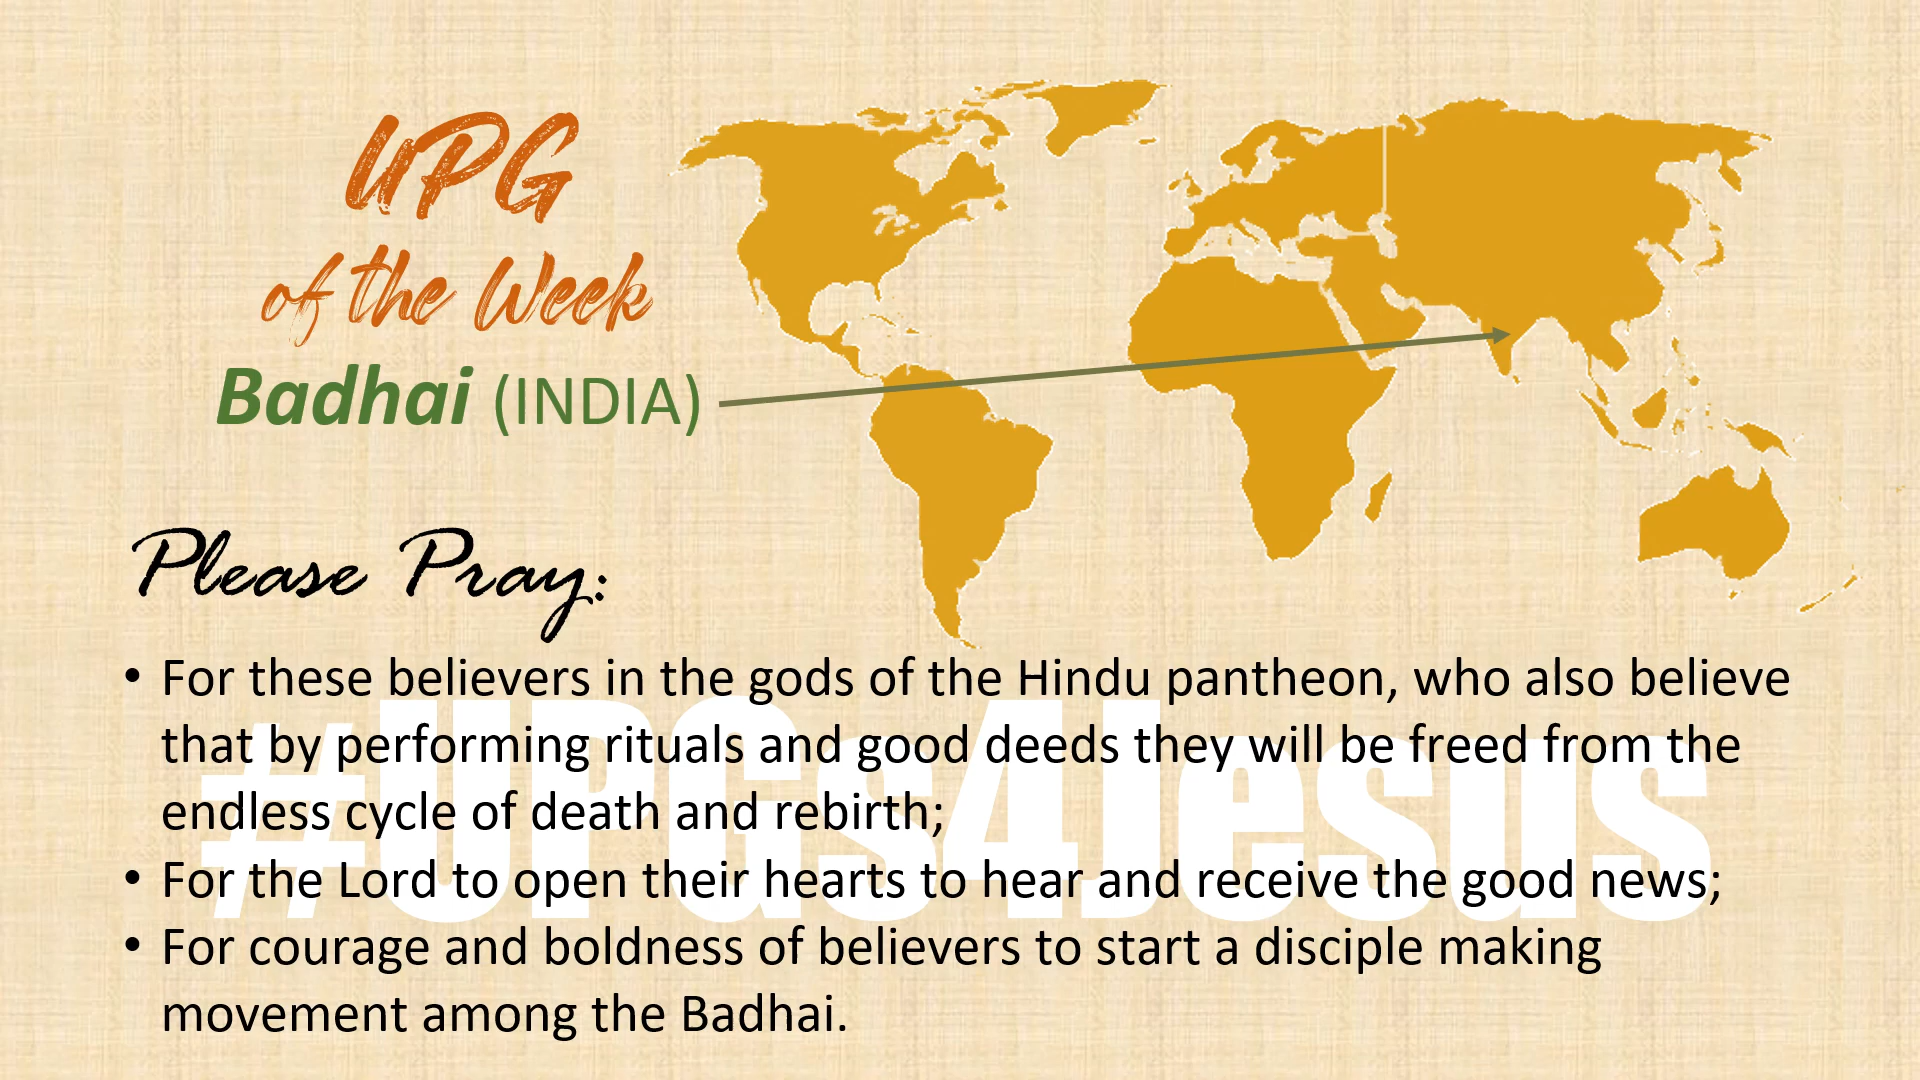 UPG
of the Week
Badhai (INDIA)
Please Pray:
• For these believers in the gods of the Hindu pantheon, who also believe
that by performing rituals and good deeds they will be freed from the
endless cycle of death and rebirth;
• For the Lord to open their hearts to hear and receive the good news;
• For courage and boldness of believers to start a disciple making
movement among the Badhai.
#UPGs4Jesus